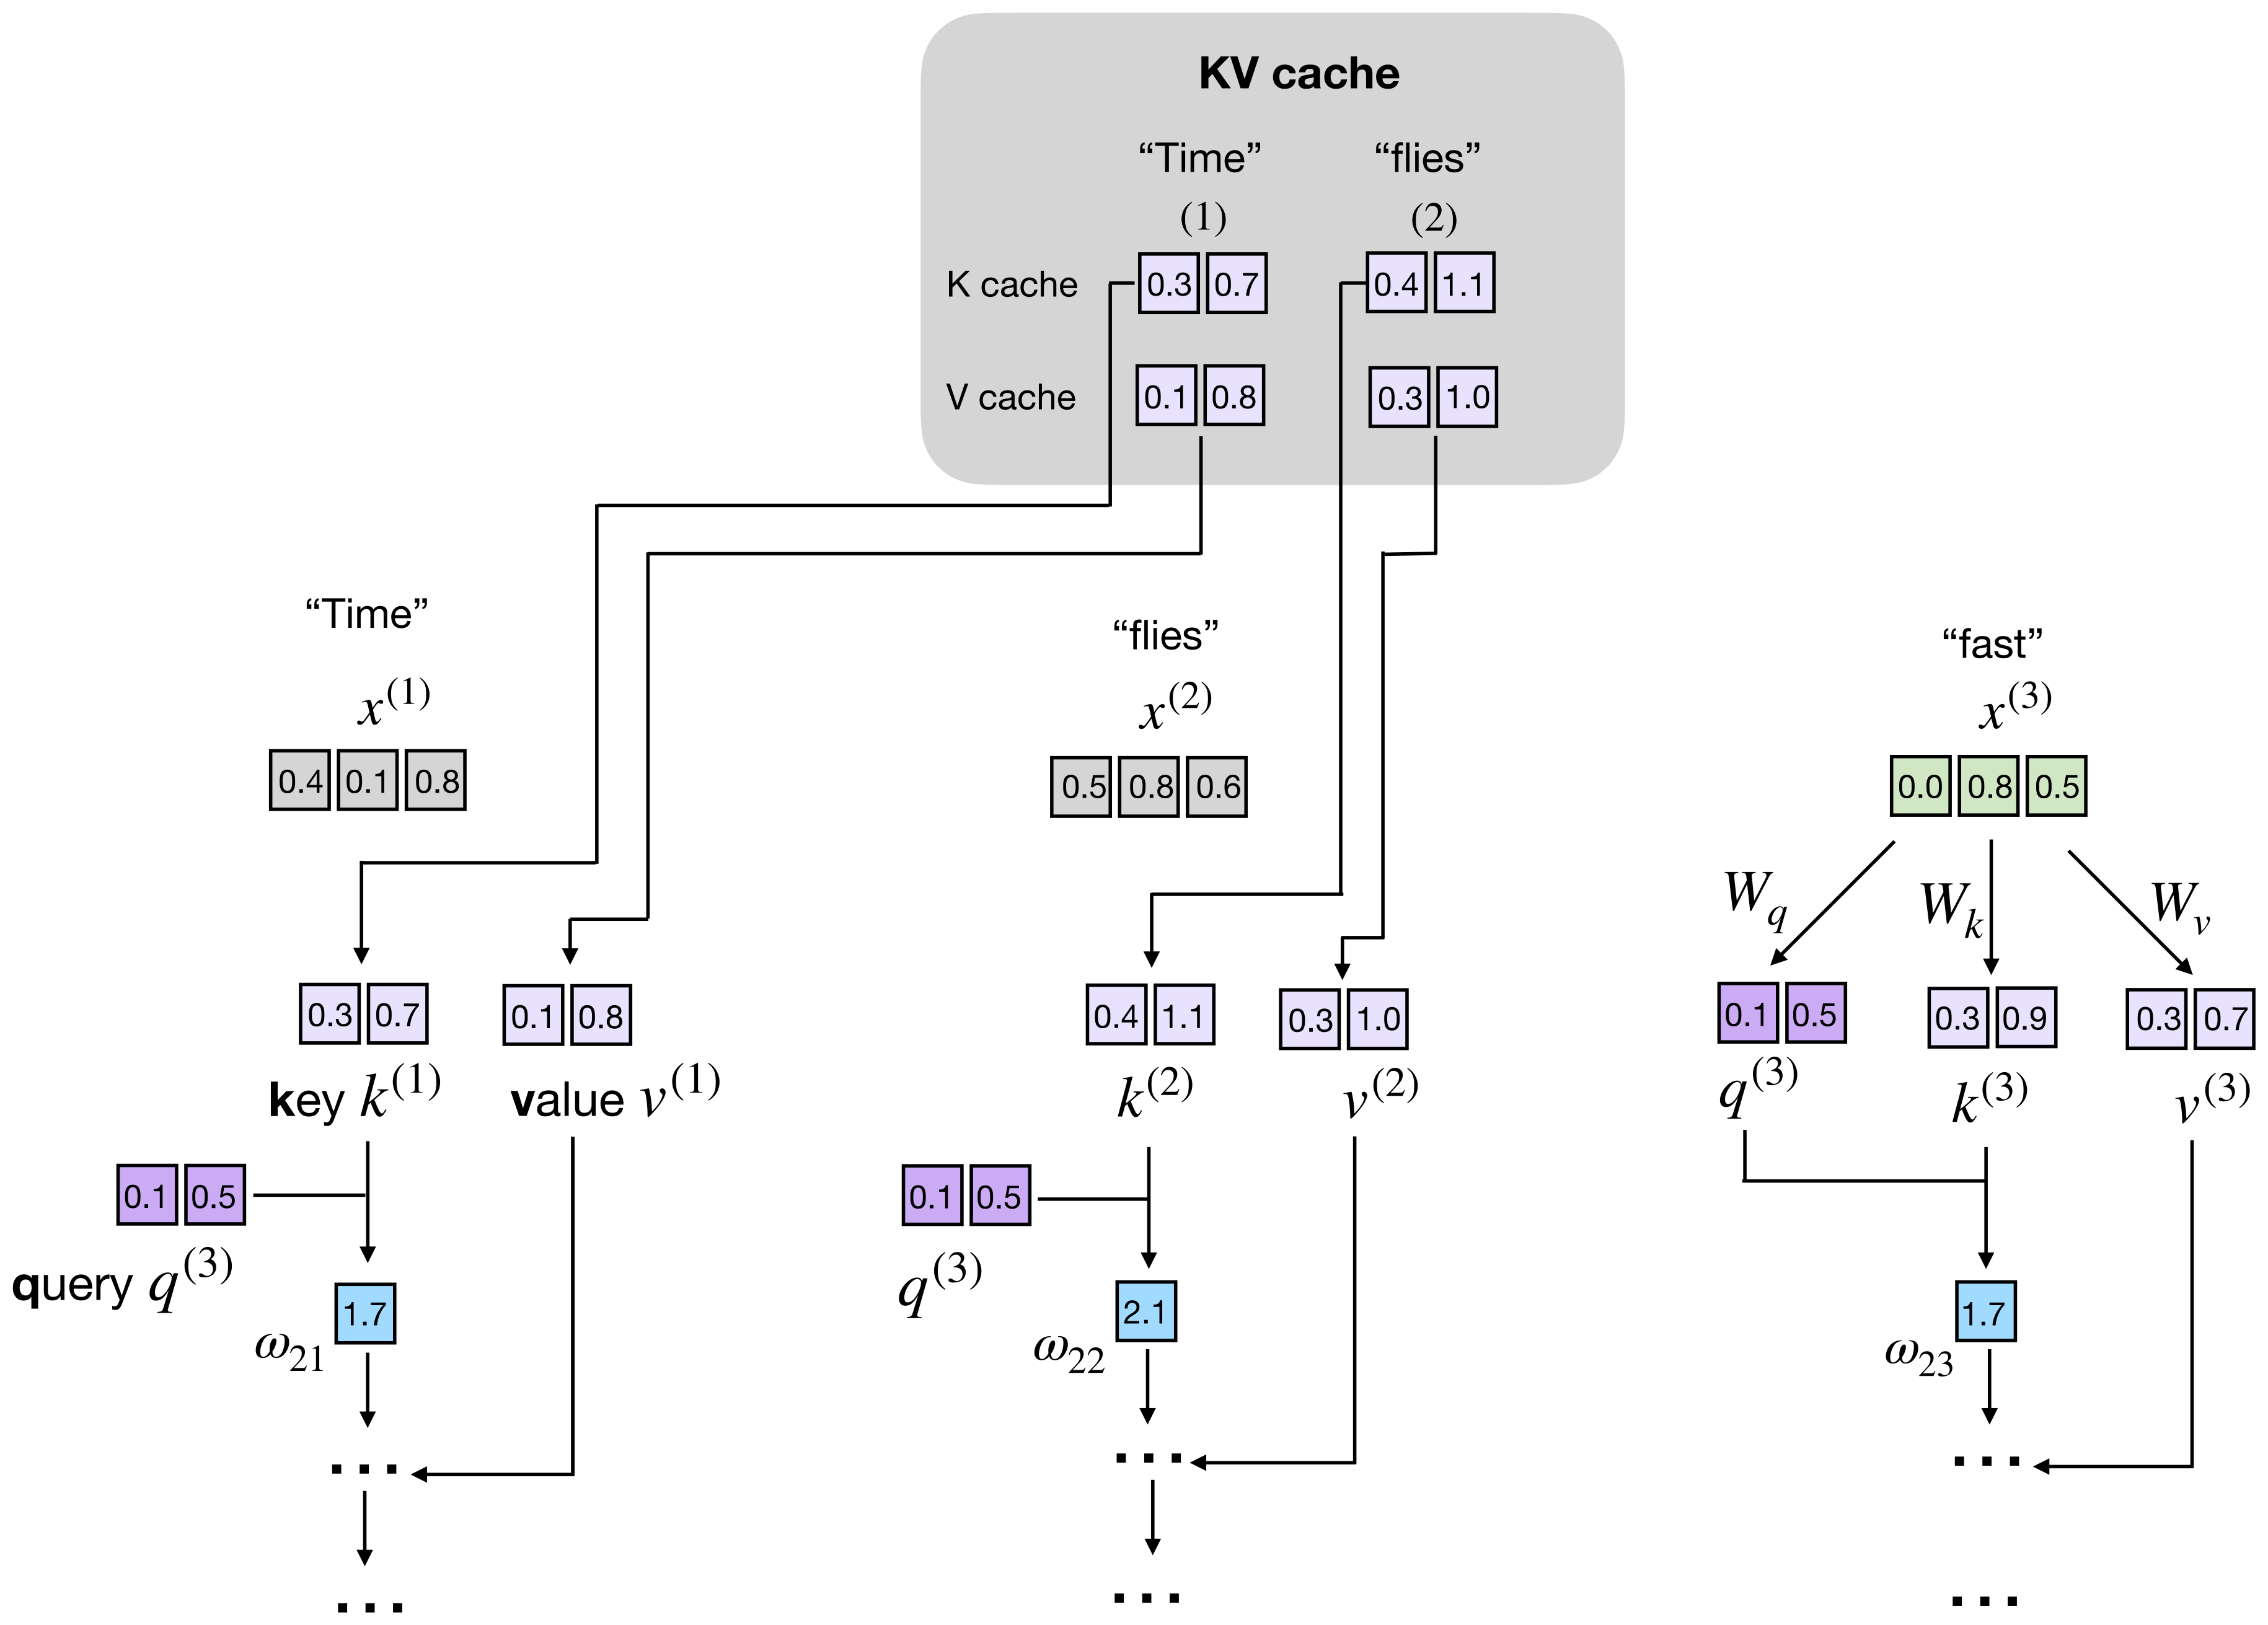 KV cache
“Time” “flies”
(1) (2)
K cache 0.3 0.7 0.4 1.1
V cache 0.1 0.8 0.3 1.0
“Time” “flies” “fast”
x(1) x(2) x(3)
0.4 0.1 0.8 0.5 0.8 0.6 0.0 0.8 0.5
Wq Wk Wv
0.3 0.7 0.1 0.8 0.4 1.1 0.3 1.0 0.1 0.5 0.3 0.9 0.3 0.7
key k(1) value v(1) k(2) v(2) q(3) k(3) v(3)
0.1 0.5 0.1 0.5
query q(3) q(3)
1.7 2.1 1.7
ω21 ω22 ω23
... ... ...
... ... ...